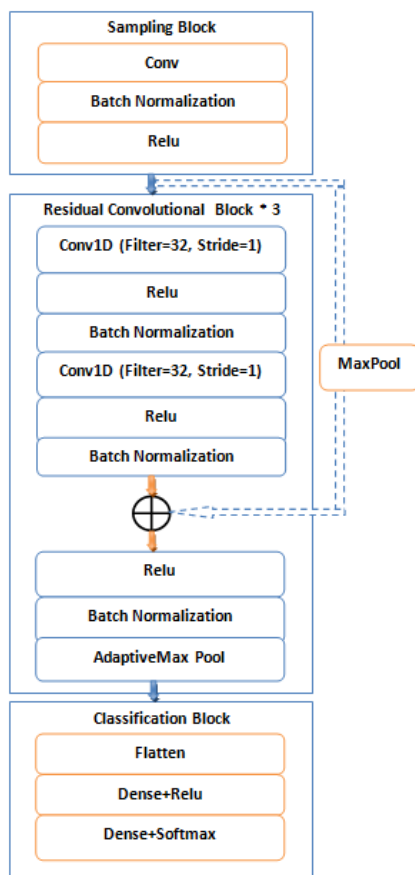 Sampling Block
Conv
Batch Normalization
Relu
Residual Convolutional Block * 3
Conv1D (Filter=32, Stride=1)
Relu
Batch Normalization
Conv1D (Filter=32, Stride=1)
Relu
Batch Normalization
MaxPool
Relu
Batch Normalization
AdaptiveMax Pool
Classification Block
Flatten
Dense+Relu
Dense+Softmax